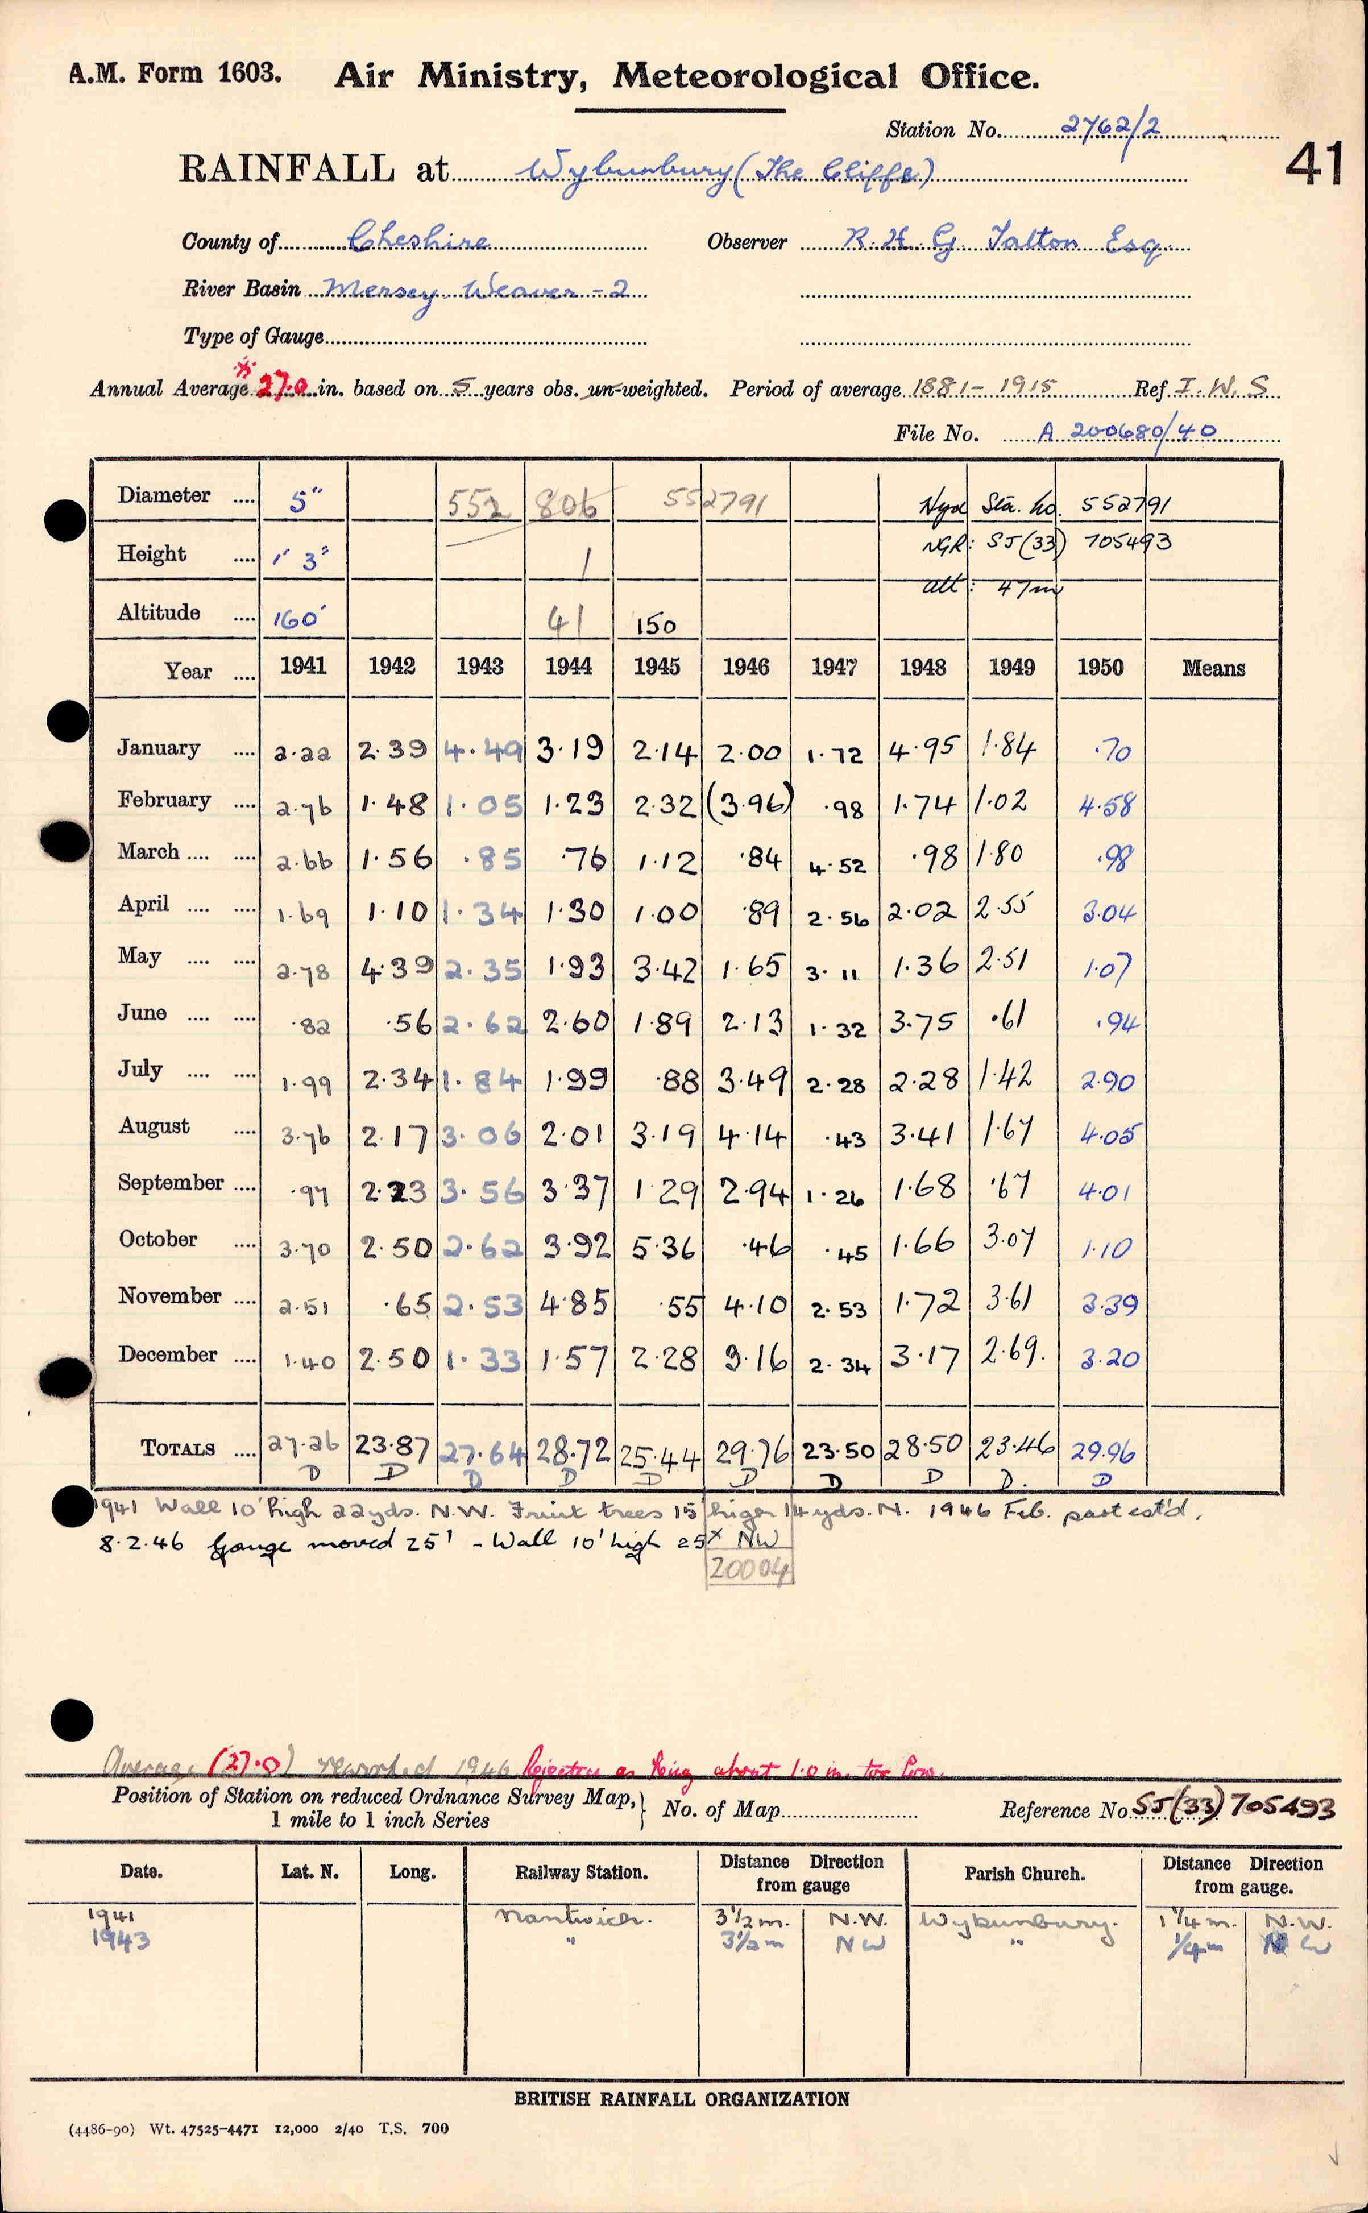 A.M. Form 1603. Air Ministry, Meteorological Office.
Station No. 2762/2
41
RAINFALL at Wybunbury (The Cliffe)
County of Cheshire Observer R. H. G Talton Esq
River Basin Mersey Weaver - 2
Type of Gauge
Annual Average * 27.0 in. based on 5 years obs. un-weighted. Period of average 1881 - 1915 Ref. I. W. S
File No. A 200680/40
Diameter .... 5" 552 806 552791 Hyd Sta. no. 552791
Height .... 1' 3" 1 NGR: SJ (33) 705493
alt : 47m
Altitude .... 160' 41 150
Year .... 1941 1942 1943 1944 1945 1946 1947 1948 1949 1950 Means
January .... 2.22 2.39 4.49 3.19 2.14 2.00 1.72 4.95 1.84 .70
February .... 2.76 1.48 1.05 1.23 2.32 (3.96) .98 1.74 1.02 4.58
March .... .... 2.66 1.56 .85 .76 1.12 .84 4.52 .98 1.80 .98
April .... .... 1.69 1.10 1.34 1.30 1.00 .89 2.56 2.02 2.55 3.04
May .... .... 2.78 4.39 2.35 1.93 3.42 1.65 3.11 1.36 2.51 1.07
June .... .... .82 .56 2.62 2.60 1.89 2.13 1.32 3.75 .61 .94
July .... .... 1.99 2.34 1.84 1.99 .88 3.49 2.28 2.28 1.42 2.90
August .... 3.76 2.17 3.06 2.01 3.19 4.14 .43 3.41 1.67 4.05
September .... .97 2.23 3.56 3.37 1.29 2.94 1.26 1.68 .67 4.01
October .... 3.70 2.50 2.62 3.92 5.36 .46 .45 1.66 3.07 1.10
November .... 2.51 .65 2.53 4.85 .55 4.10 2.53 1.72 3.61 3.39
December .... 1.40 2.50 1.33 1.57 2.28 3.16 2.34 3.17 2.69. 3.20
TOTALS .... 27.26 23.87 27.64 28.72 25.44 29.76 23.50 28.50 23.46 29.96
D D D D D D D D D. D
1941 Wall 10' high 22yds. N.W. Fruit trees 15' high 14yds. N. 1946 Feb. part est'd.
8.2.46 Gauge moved 25' - Wall 10' high 25x NW
20004
Average (27.0) 1946 Rejected as being about 1.0 in. too low.
Position of Station on reduced Ordnance Survey Map, } No. of Map Reference No. SJ (33) 705493
1 mile to 1 inch Series
Date. Lat. N. Long. Railway Station. Distance Direction from gauge Parish Church. Distance Direction from gauge.
1941 Nantwich. 3½ m. N.W. Wybunbury. 1¼ m. N.W.
1943 " 3½ m NW " ¼m N W
BRITISH RAINFALL ORGANIZATION
(4486-90) Wt. 47525-4471 12,000 2/40 T.S. 700